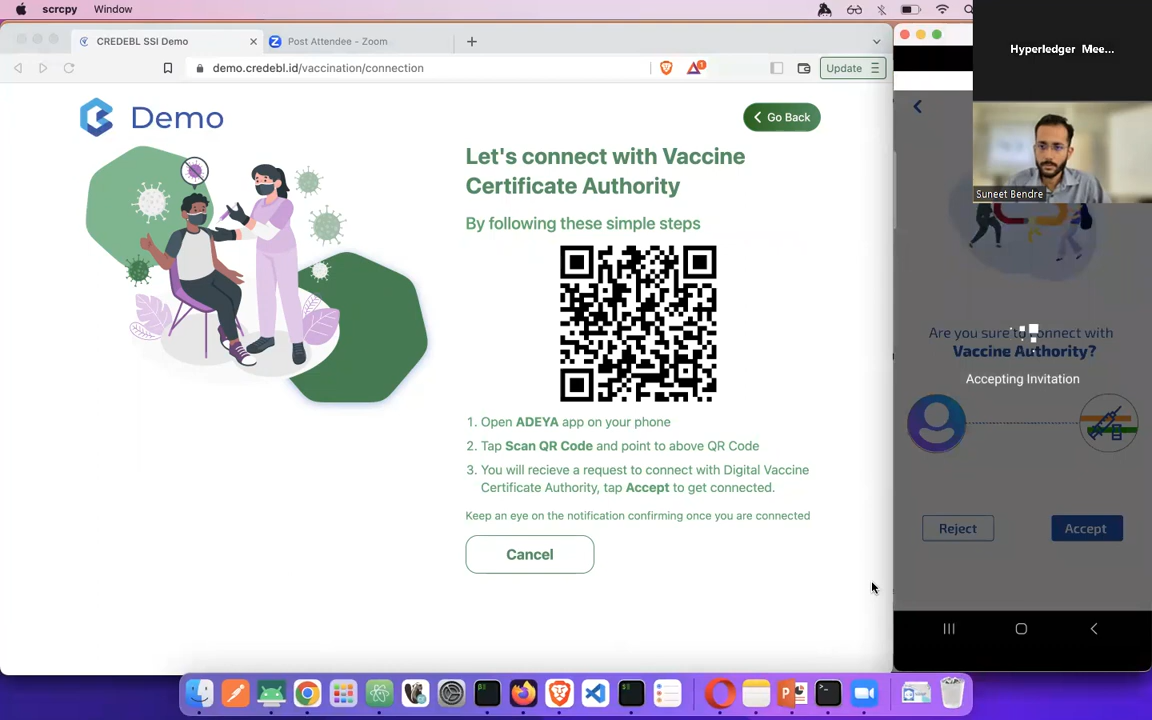 scrcpy Window
CREDEBL SSI Demo
Post Attendee - Zoom
demo.credebl.id/vaccination/connection
1
Update
Demo
Go Back
Let's connect with Vaccine
Certificate Authority
By following these simple steps
1. Open ADEYA app on your phone
2. Tap Scan QR Code and point to above QR Code
3. You will recieve a request to connect with Digital Vaccine
Certificate Authority, tap Accept to get connected.
Keep an eye on the notification confirming once you are connected
Cancel
Hyperledger Mee...
Suneet Bendre
Are you sure to connect with
Vaccine Authority?
Accepting Invitation
Reject
Accept